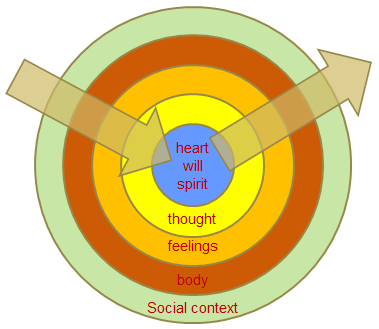 heart
will
spirit
thought
feelings
body
Social context